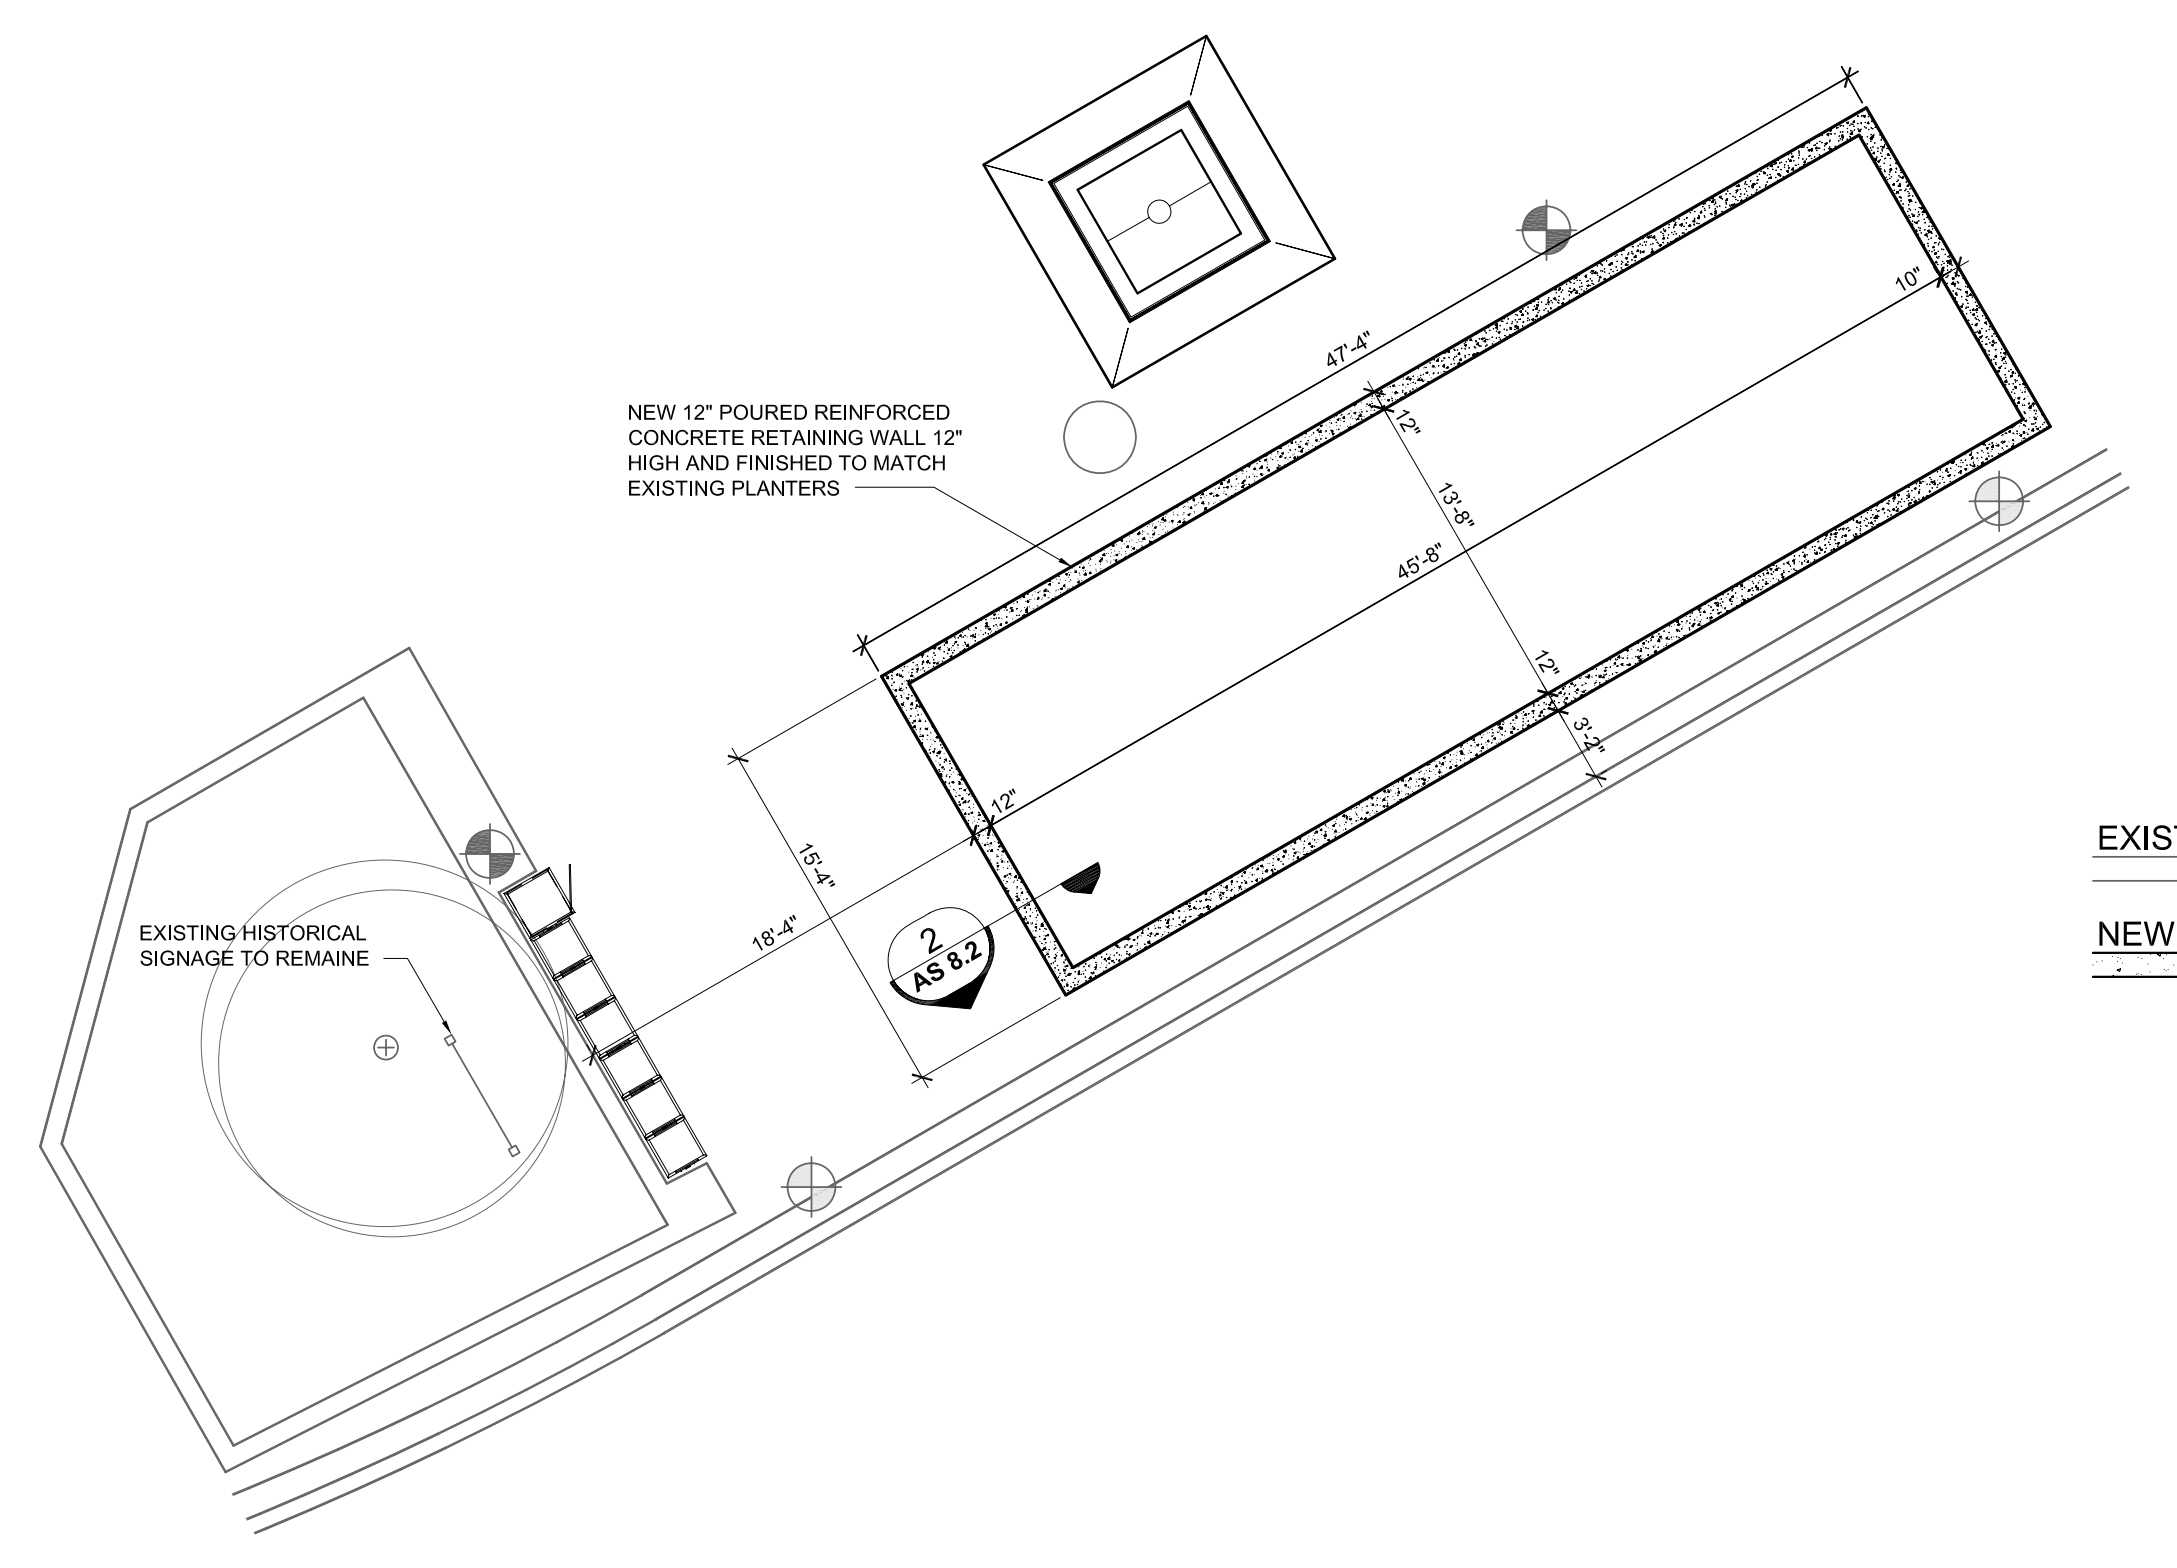 47'-4"
10"
NEW 12" POURED REINFORCED
CONCRETE RETAINING WALL 12"
HIGH AND FINISHED TO MATCH
EXISTING PLANTERS
12"
13'-8"
45'-8"
12"
3'-2"
12"
15'-4"
18'-4"
2
AS 8.2
EXISTING HISTORICAL
SIGNAGE TO REMAINE
EXIST
NEW